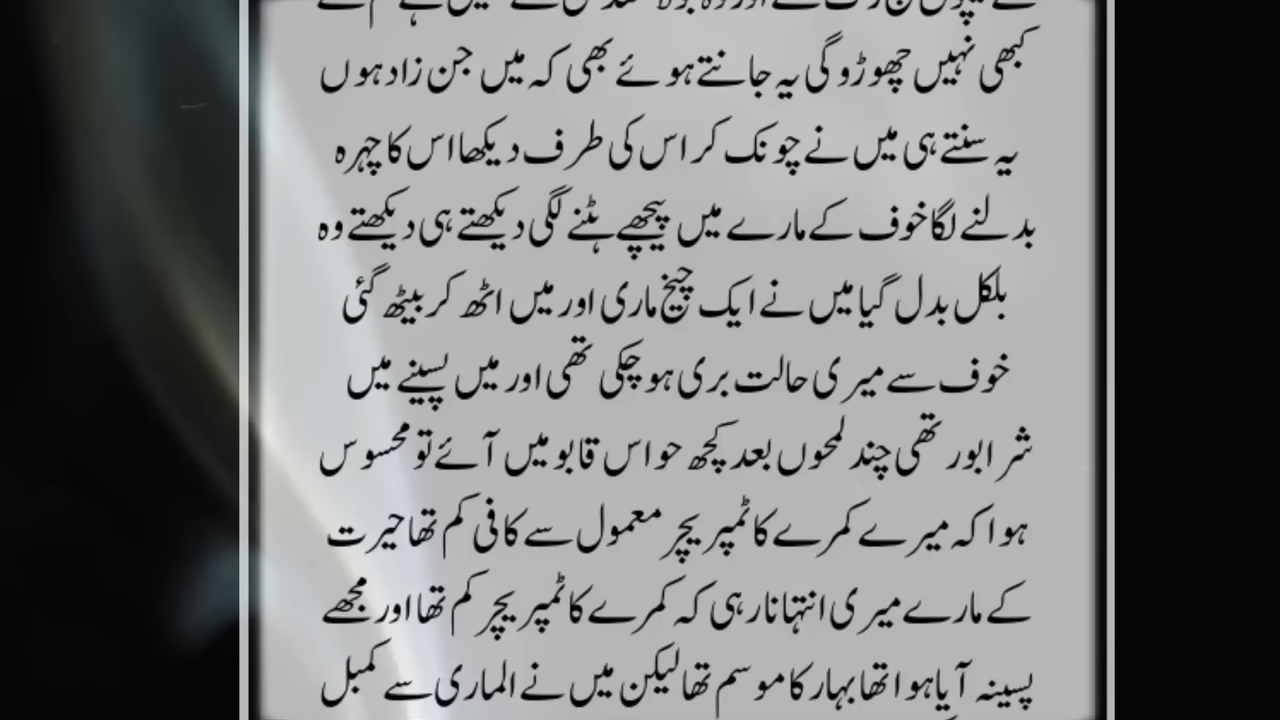 کبھی نہیں چھوڑو گی یہ جانتے ہوئے بھی کہ میں جن زاد ہوں
یہ سنتے ہی میں نے چونک کر اس کی طرف دیکھا اس کا چہرہ
بدلنے لگا خوف کے مارے میں پیچھے ہٹنے لگی دیکھتے ہی دیکھتے وہ
بلکل بدل گیا میں نے ایک چیخ ماری اور میں اٹھ کر بیٹھ گئی
خوف سے میری حالت بری ہو چکی تھی اور میں پسینے میں
شرابور تھی چند لمحوں بعد کچھ حواس قابو میں آئے تو محسوس
ہوا کہ میرے کمرے کا ٹمپریچر معمول سے کافی کم تھا حیرت
کے مارے میری انتہا نا رہی کہ کمرے کا ٹمپریچر کم تھا اور مجھے
پسینہ آیا ہوا تھا بہار کا موسم تھا لیکن میں نے الماری سے کمبل